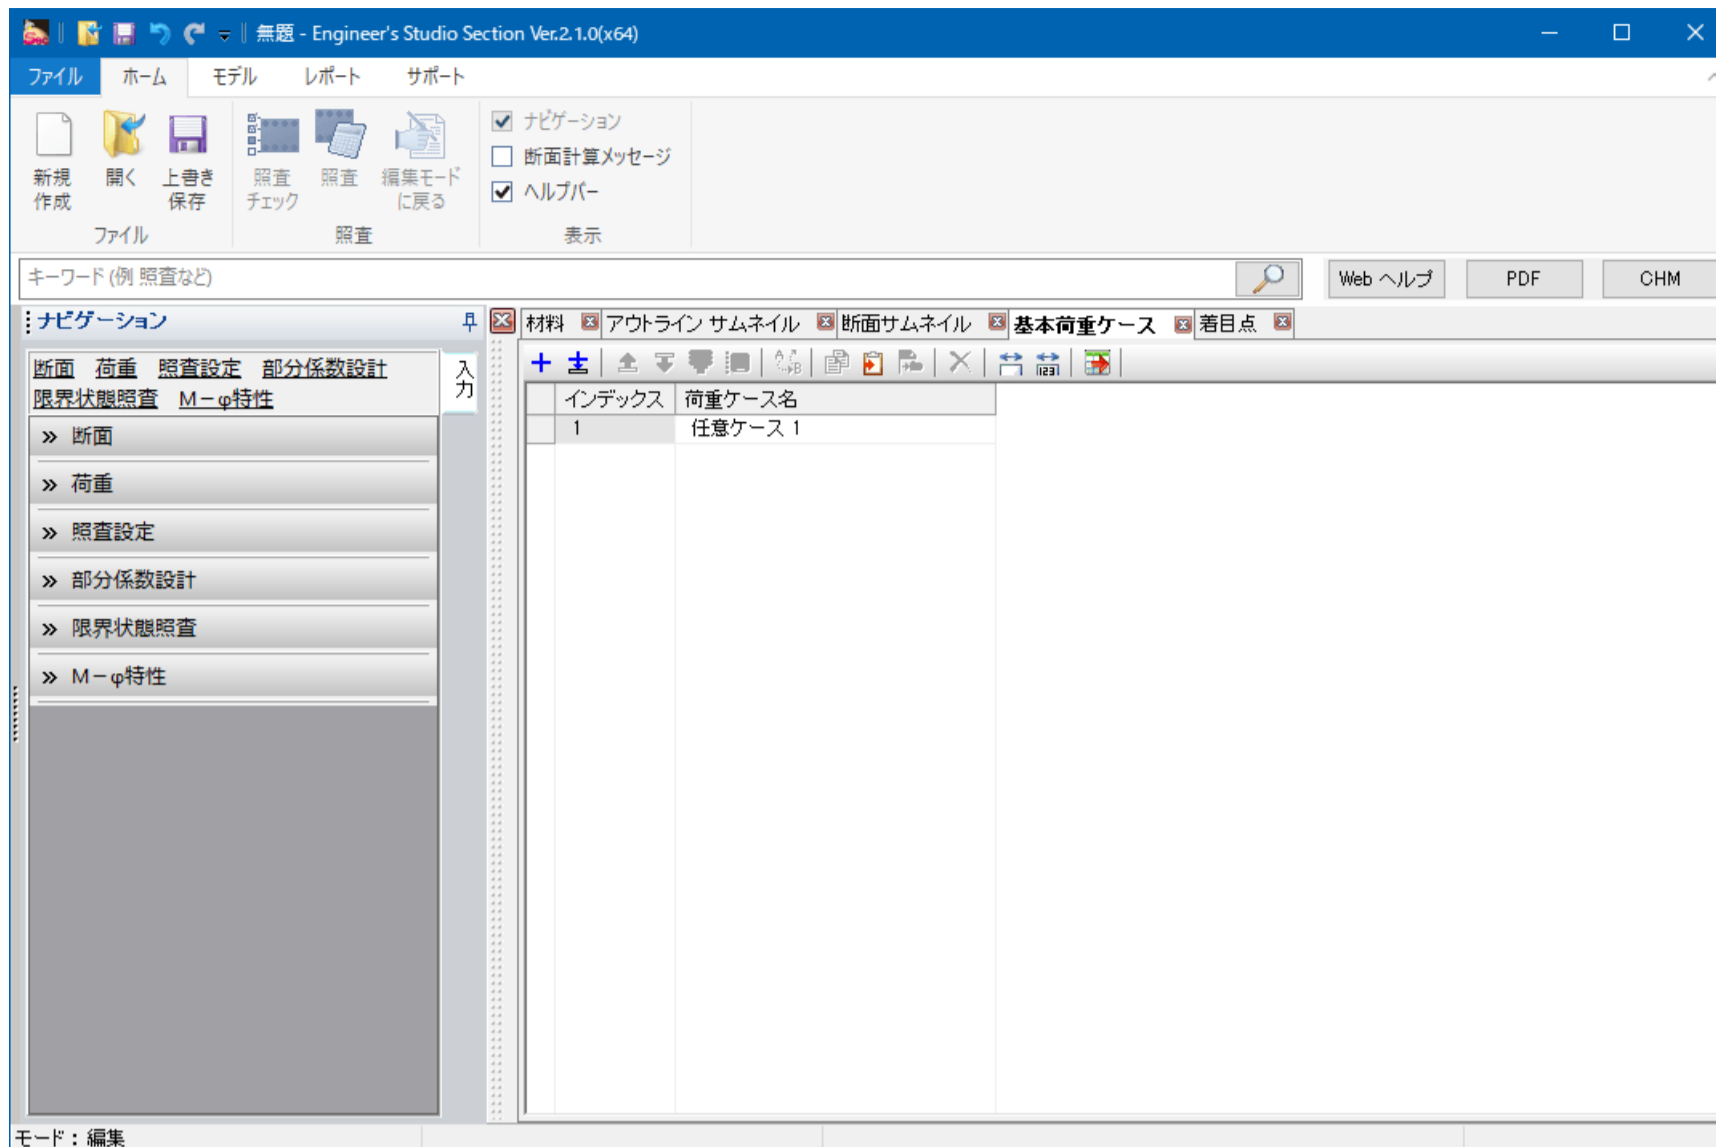 無題 - Engineer's Studio Section Ver.2.1.0(x64)
ファイル ホーム モデル レポート サポート
新規作成
開く
上書き保存
ファイル
照査チェック
照査
編集モードに戻る
照査
ナビゲーション
断面計算メッセージ
ヘルプバー
表示
キーワード (例 照査など)
Web ヘルプ PDF CHM
ナビゲーション
断面 荷重 照査設定 部分係数設計
限界状態照査 M－φ特性
入力
» 断面
» 荷重
» 照査設定
» 部分係数設計
» 限界状態照査
» M－φ特性
材料 アウトライン サムネイル 断面サムネイル 基本荷重ケース 着目点
インデックス 荷重ケース名
1 任意ケース 1
モード：編集